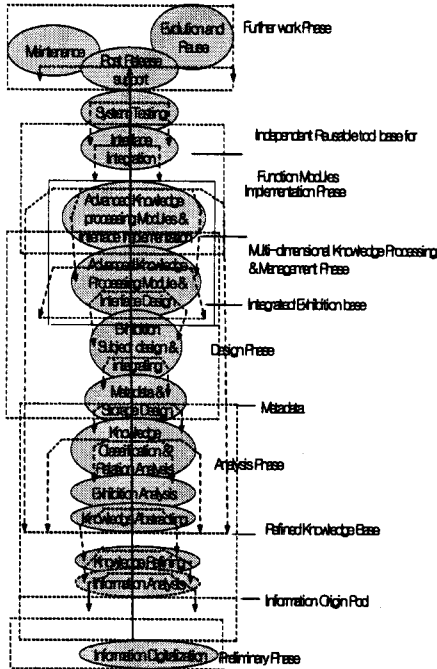 Further work Phase
Evolution and
Reuse
Maintenance
Post Release
support
System Testing
Interface
Integration
Independent Reusable tool base for
Function Modules
Implementation Phase
Advanced Knowledge
processing Modules &
Interface Implementation
Multi-dimensional Knowledge Processing
& Management Phase
Advanced Knowledge
Processing Module &
Interface Design
Integrated Exhibition base
Exhibition
Subject design &
integrating
Design Phase
Metadata &
Storage Design
Metadata
Knowledge
Classification &
Relation Analysis
Analysis Phase
Exhibition Analysis
Knowledge Abstracting
Refined Knowledge Base
Knowledge Refining
Information Analysis
Information Origin Pool
Information Digitalization
Preliminary Phase